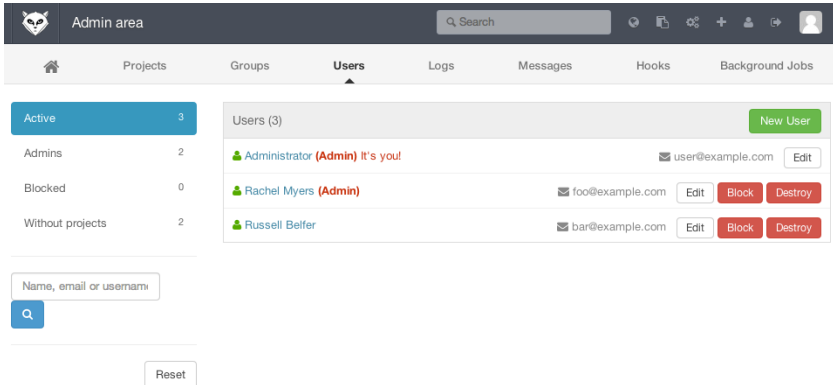 Admin area
Search
Projects Groups Users Logs Messages Hooks Background Jobs
Active 3
Admins 2
Blocked 0
Without projects 2
Name, email or usernam
Reset
Users (3) New User
Administrator (Admin) It's you! user@example.com Edit
Rachel Myers (Admin) foo@example.com Edit Block Destroy
Russell Belfer bar@example.com Edit Block Destroy